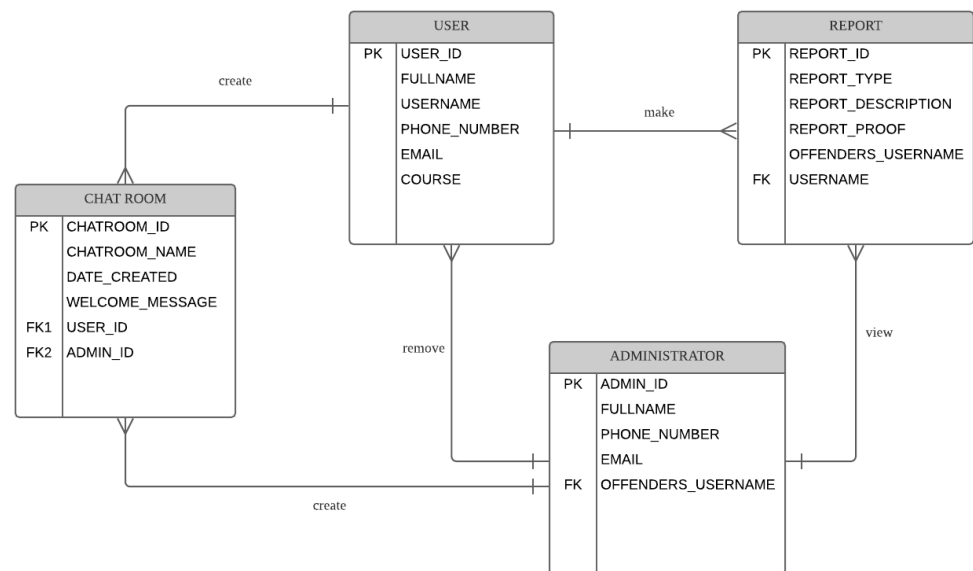 USER
PK USER_ID
FULLNAME
USERNAME
PHONE_NUMBER
EMAIL
COURSE
REPORT
PK REPORT_ID
REPORT_TYPE
REPORT_DESCRIPTION
REPORT_PROOF
OFFENDERS_USERNAME
FK USERNAME
create
make
CHAT ROOM
PK CHATROOM_ID
CHATROOM_NAME
DATE_CREATED
WELCOME_MESSAGE
FK1 USER_ID
FK2 ADMIN_ID
remove
view
ADMINISTRATOR
PK ADMIN_ID
FULLNAME
PHONE_NUMBER
EMAIL
FK OFFENDERS_USERNAME
create